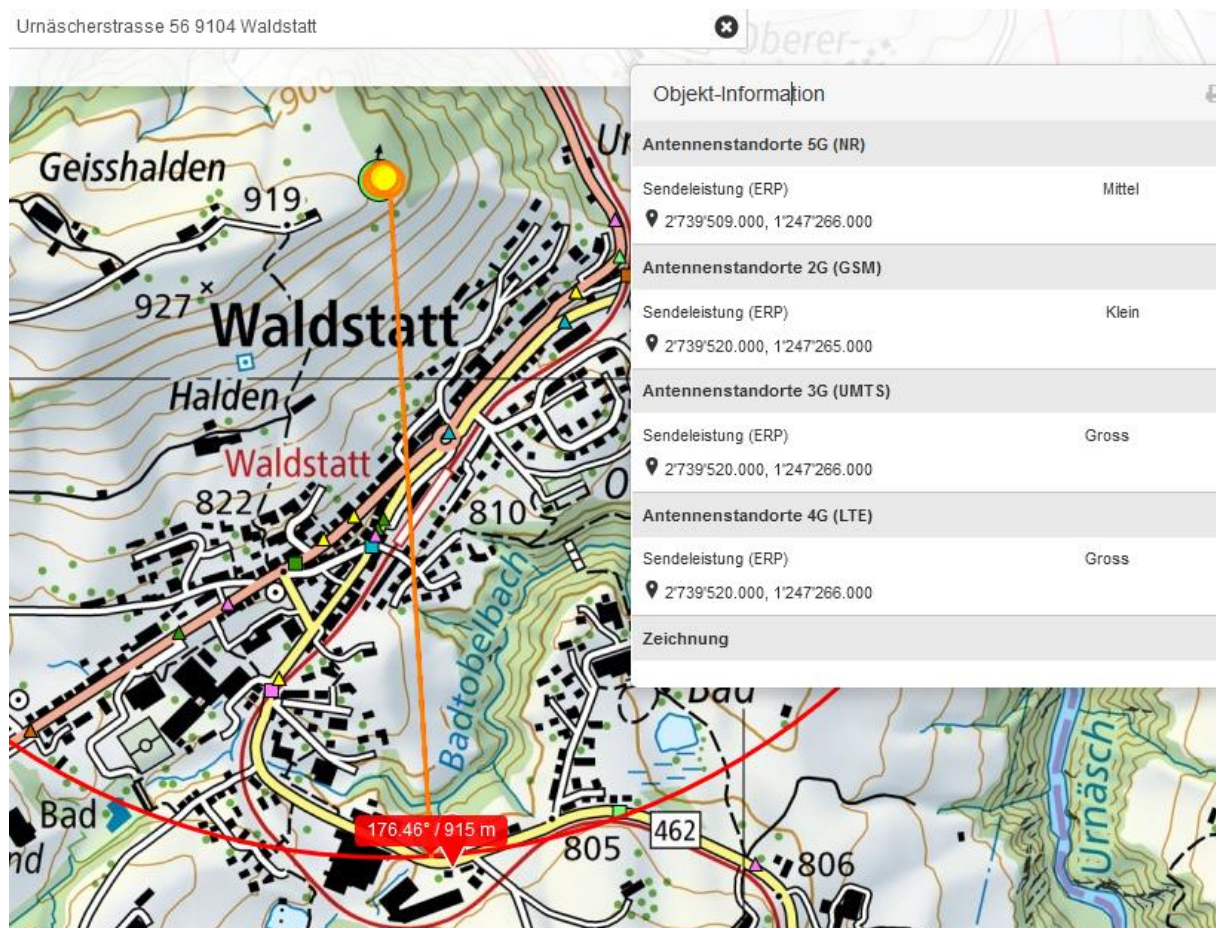 Urnäscherstrasse 56 9104 Waldstatt
Oberer-
900
Geisshalden
919
927
Waldstatt
Halden
Waldstatt
822
810
O
Badtobelbach
Bad
176.46° / 915 m
805
462
806
Bad
nd
Urnäsch
Objekt-Information
Antennenstandorte 5G (NR)
Sendeleistung (ERP) Mittel
2'739'509.000, 1'247'266.000
Antennenstandorte 2G (GSM)
Sendeleistung (ERP) Klein
2'739'520.000, 1'247'265.000
Antennenstandorte 3G (UMTS)
Sendeleistung (ERP) Gross
2'739'520.000, 1'247'266.000
Antennenstandorte 4G (LTE)
Sendeleistung (ERP) Gross
2'739'520.000, 1'247'266.000
Zeichnung